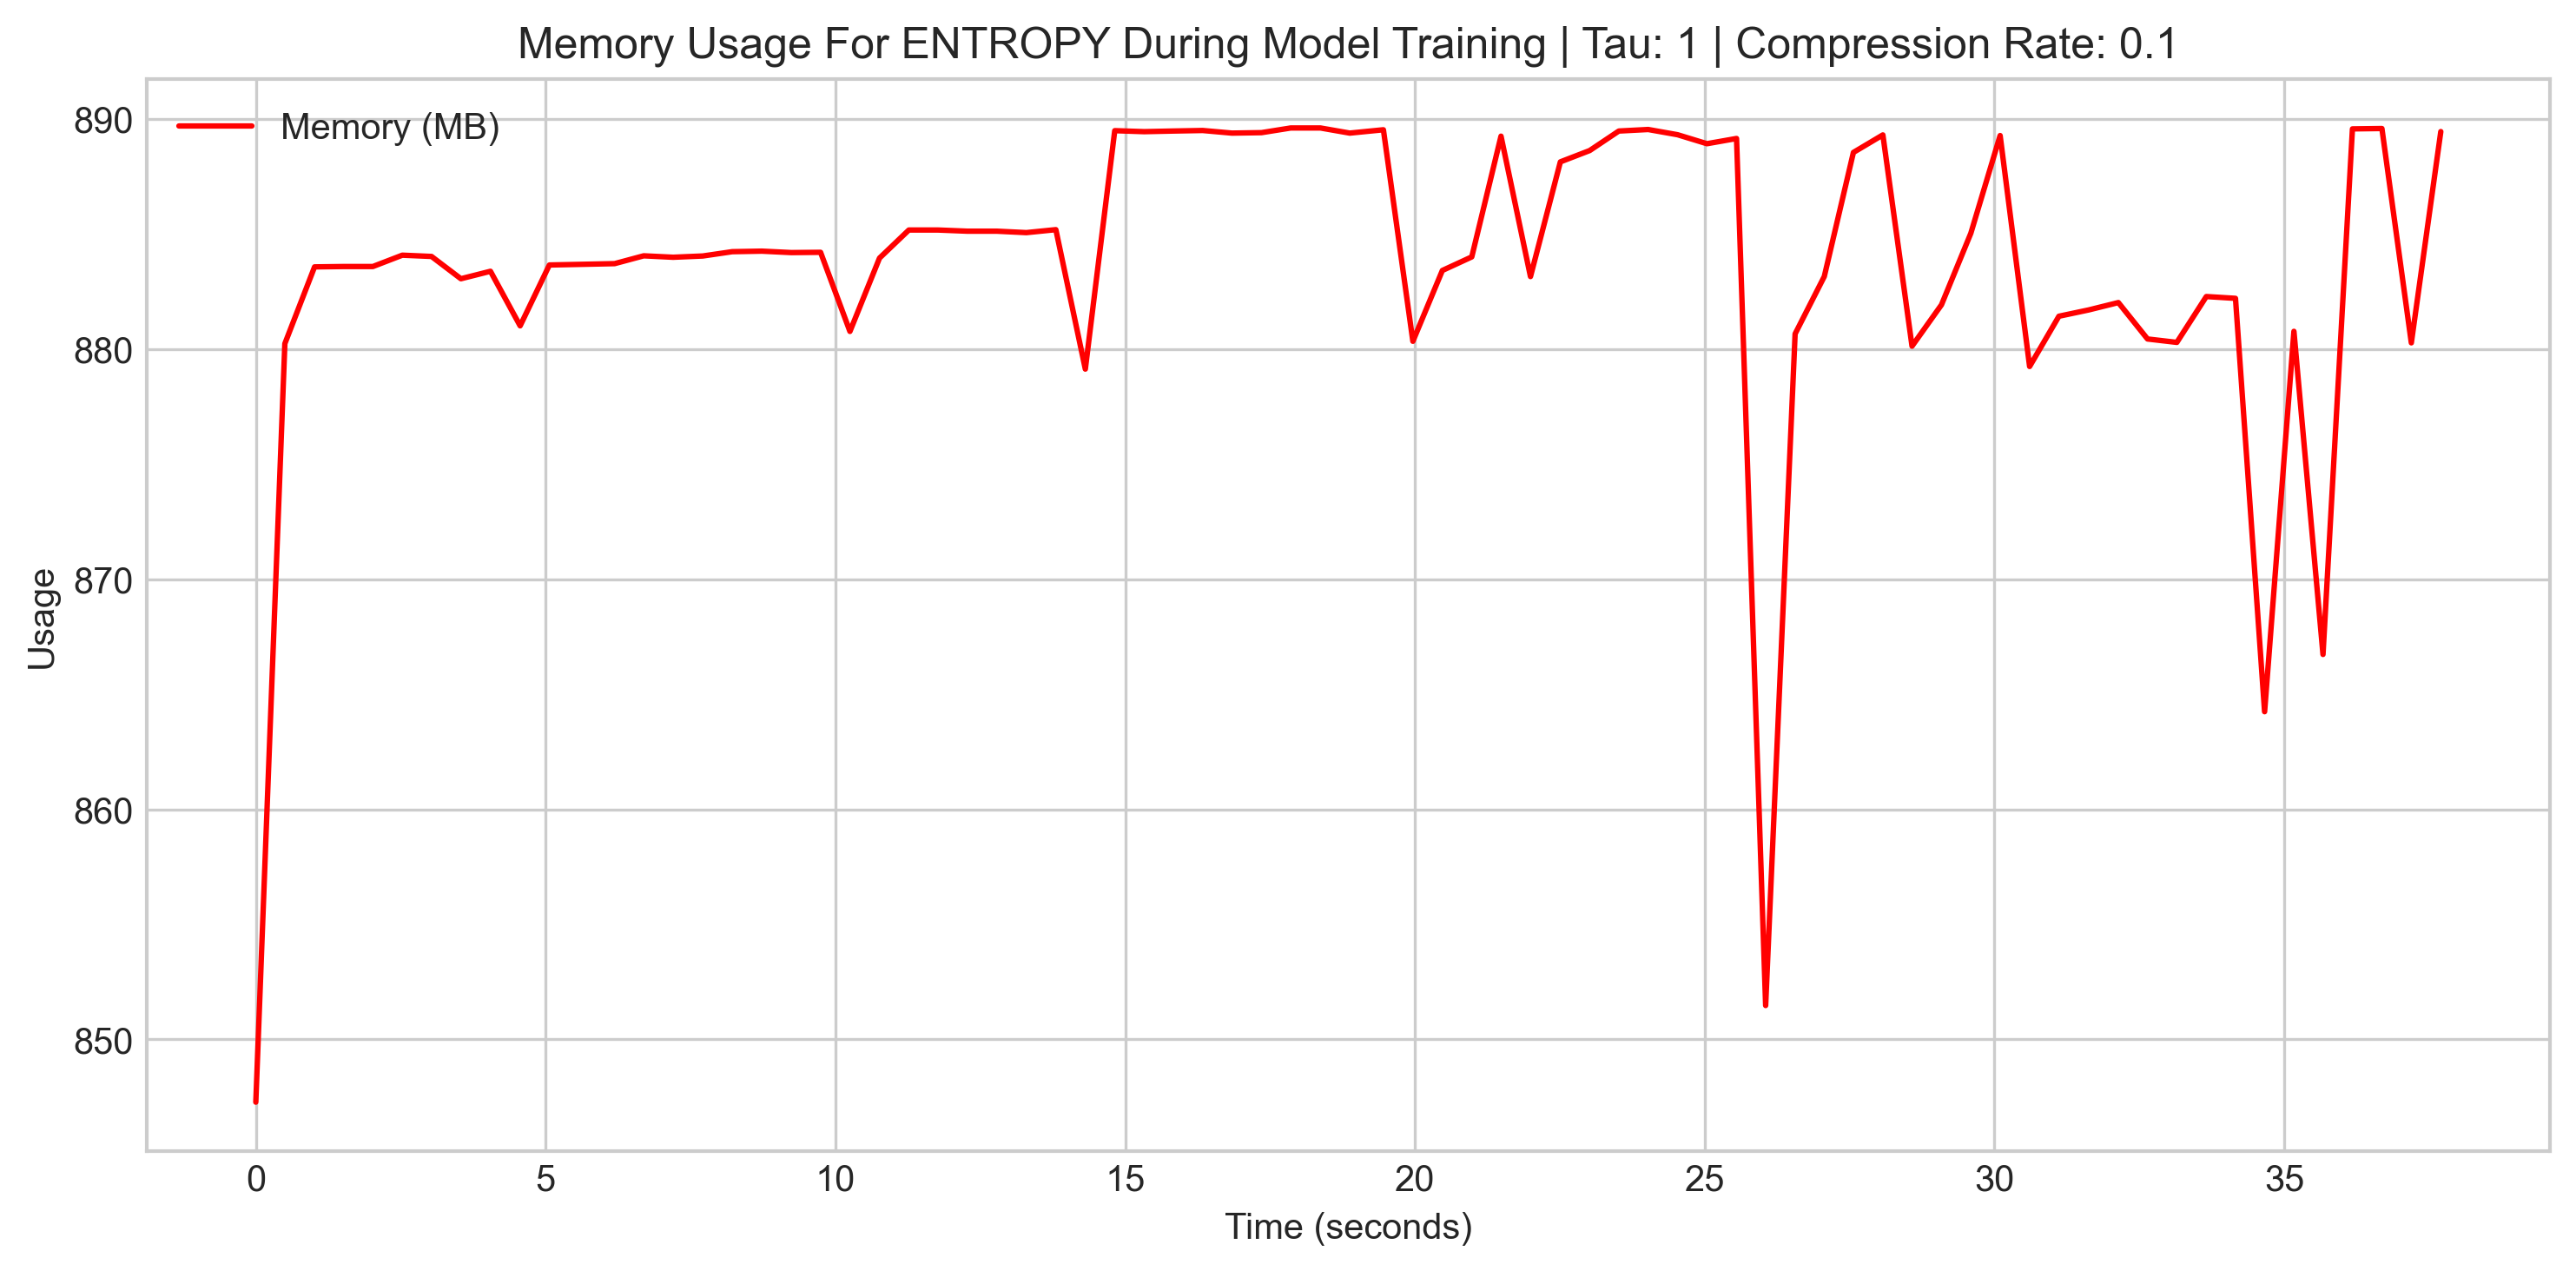 Memory Usage For ENTROPY During Model Training | Tau: 1 | Compression Rate: 0.1
Memory (MB)
890
880
870
860
850
Usage
0 5 10 15 20 25 30 35
Time (seconds)